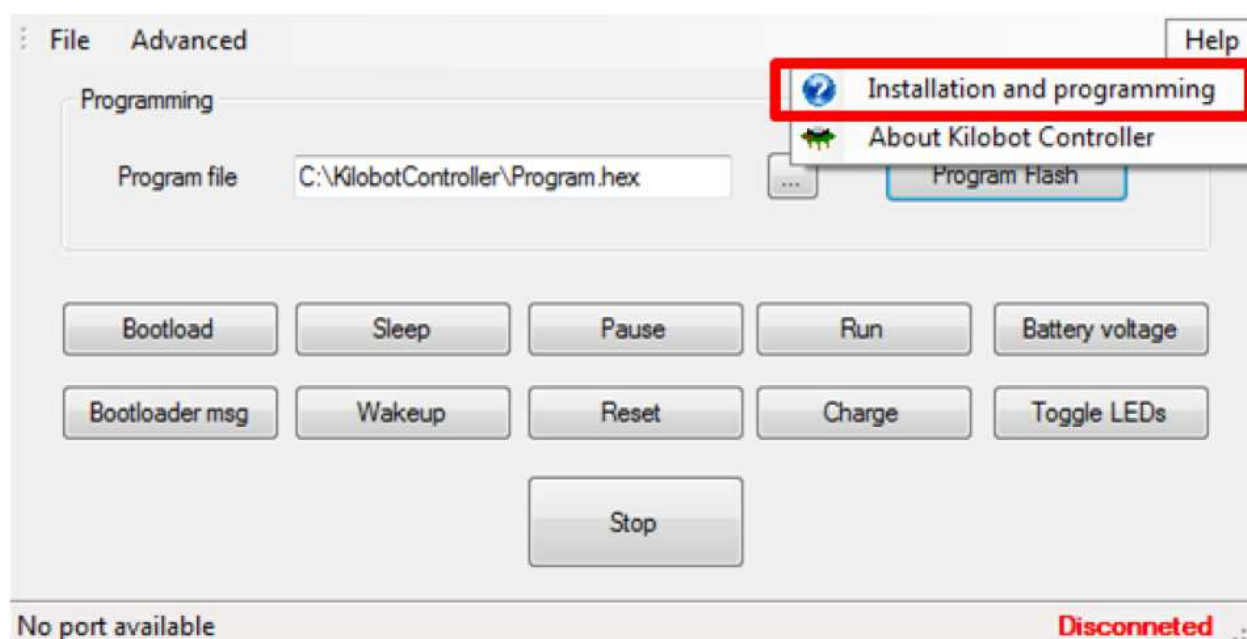 File Advanced Help
Installation and programming
Programming
About Kilobot Controller
Program file C:\KilobotController\Program.hex ... Program Flash
Bootload Sleep Pause Run Battery voltage
Bootloader msg Wakeup Reset Charge Toggle LEDs
Stop
No port available Disconneted